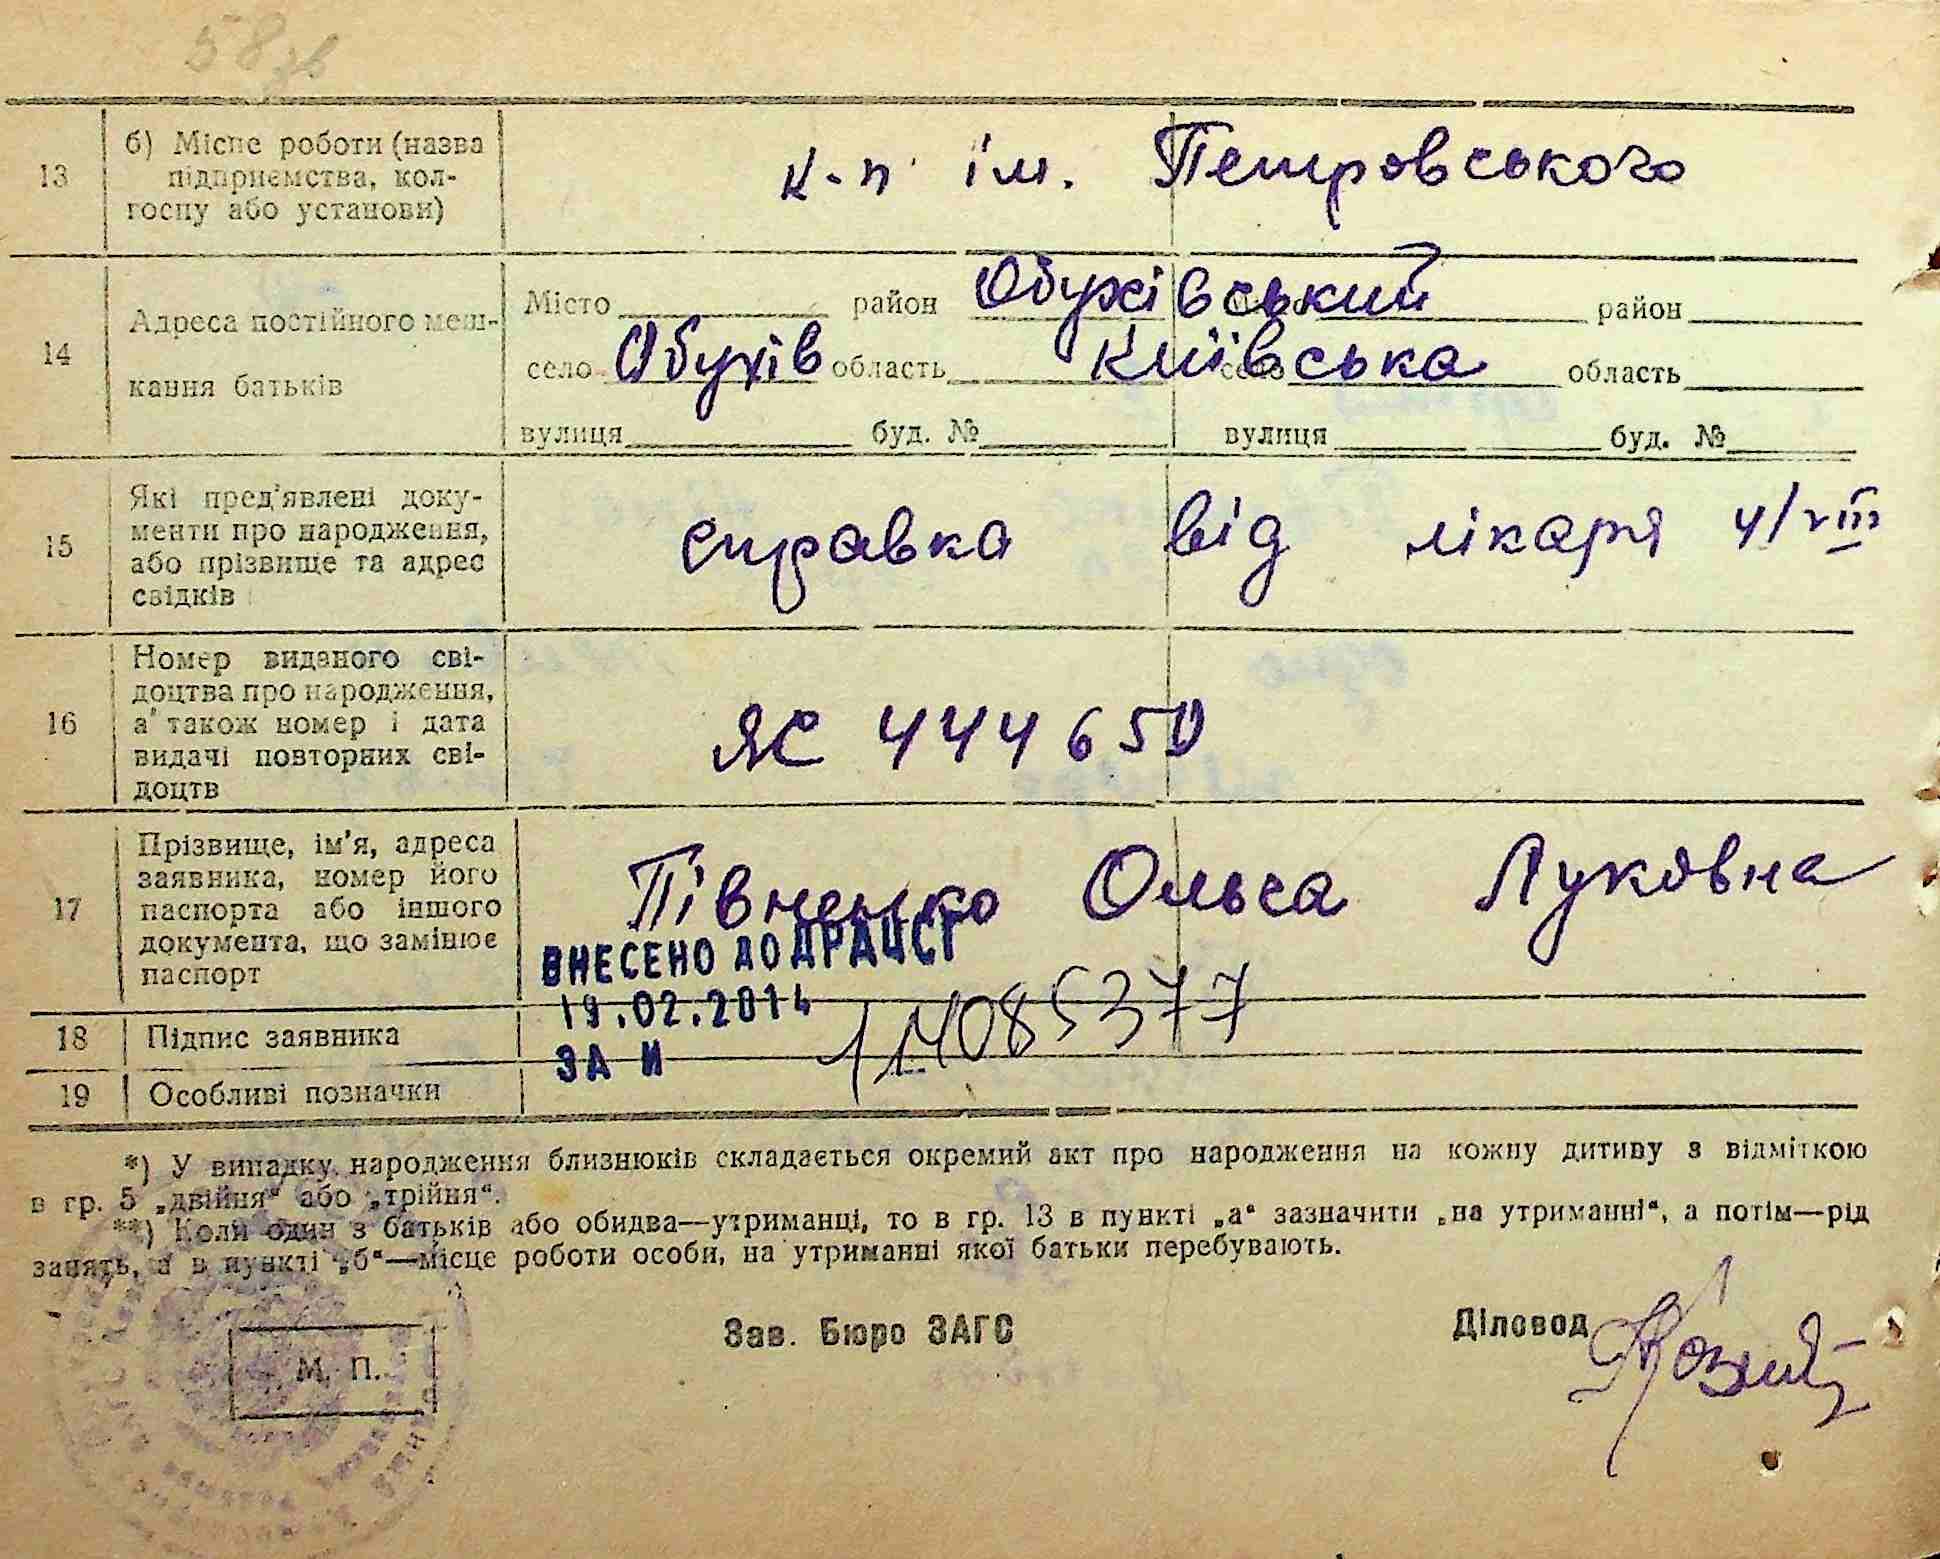 58 зв
13
б) Місце роботи (назва
підприємства, кол-
госпу або установи)
к-п ім. Петровського
14
Адреса постійного меш-
кання батьків
Місто район Обухівський район
село Обухів область Київська село область
вулиця буд. № вулиця буд. №
15
Які пред'явлені доку-
менти про народження,
або прізвище та адрес
свідків
справка від лікаря 4/VIII
16
Номер виданого сві-
доцтва про народження,
а також номер і дата
видачі повторних сві-
доцтв
ЯС 444650
17
Прізвище, ім'я, адреса
заявника, номер його
паспорта або іншого
документа, що замінює
паспорт
Півненко Ольга Луківна
ВНЕСЕНО ДО ДРАЦСГ
19.02.2014
ЗА N
18 Підпис заявника
19 Особливі позначки
*) У випадку народження близнюків складається окремий акт про народження на кожну дитину з відміткою
в гр. 5 „двійня“ або „трійня“.
**) Коли один з батьків або обидва—утриманці, то в гр. 13 в пункті „а“ зазначити „на утриманні“, а потім—рід
занять, а в пункті „б“—місце роботи особи, на утриманні якої батьки перебувають.
Зав. Бюро ЗАГС
Діловод
М. П.